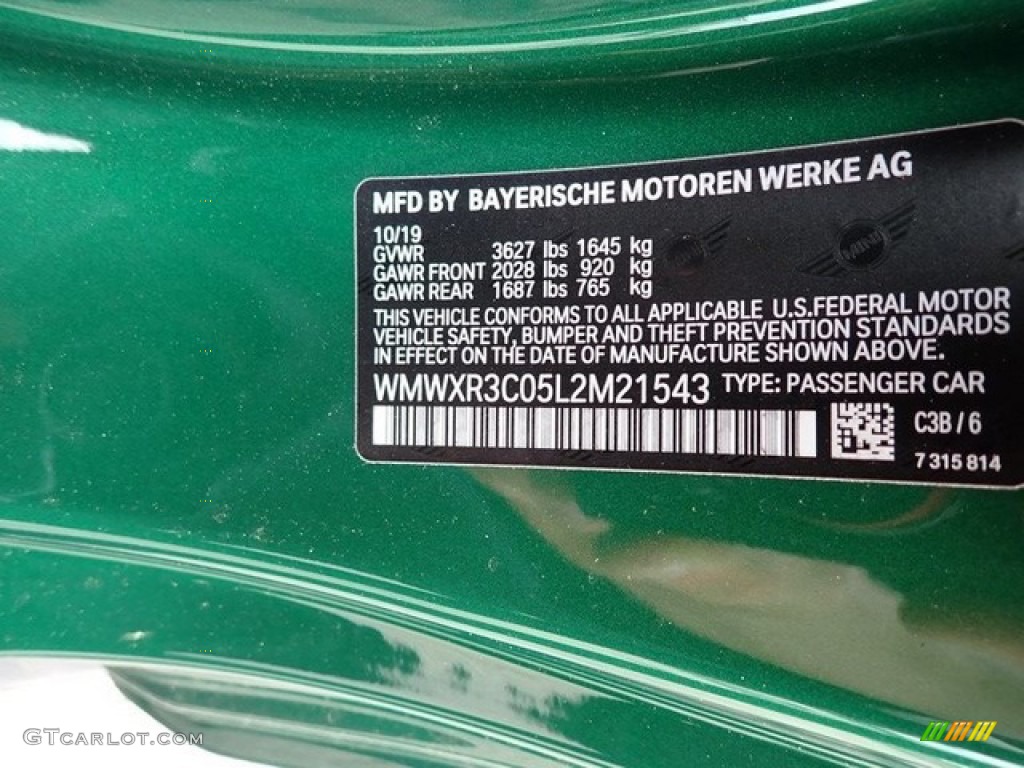 MFD BY BAYERISCHE MOTOREN WERKE AG
10/19
GVWR 3627 lbs 1645 kg
GAWR FRONT 2028 lbs 920 kg
GAWR REAR 1687 lbs 765 kg
THIS VEHICLE CONFORMS TO ALL APPLICABLE U.S.FEDERAL MOTOR
VEHICLE SAFETY, BUMPER AND THEFT PREVENTION STANDARDS
IN EFFECT ON THE DATE OF MANUFACTURE SHOWN ABOVE.
WMWXR3C05L2M21543 TYPE: PASSENGER CAR
C3B / 6
7 315 814
MINI
GTCARLOT.COM